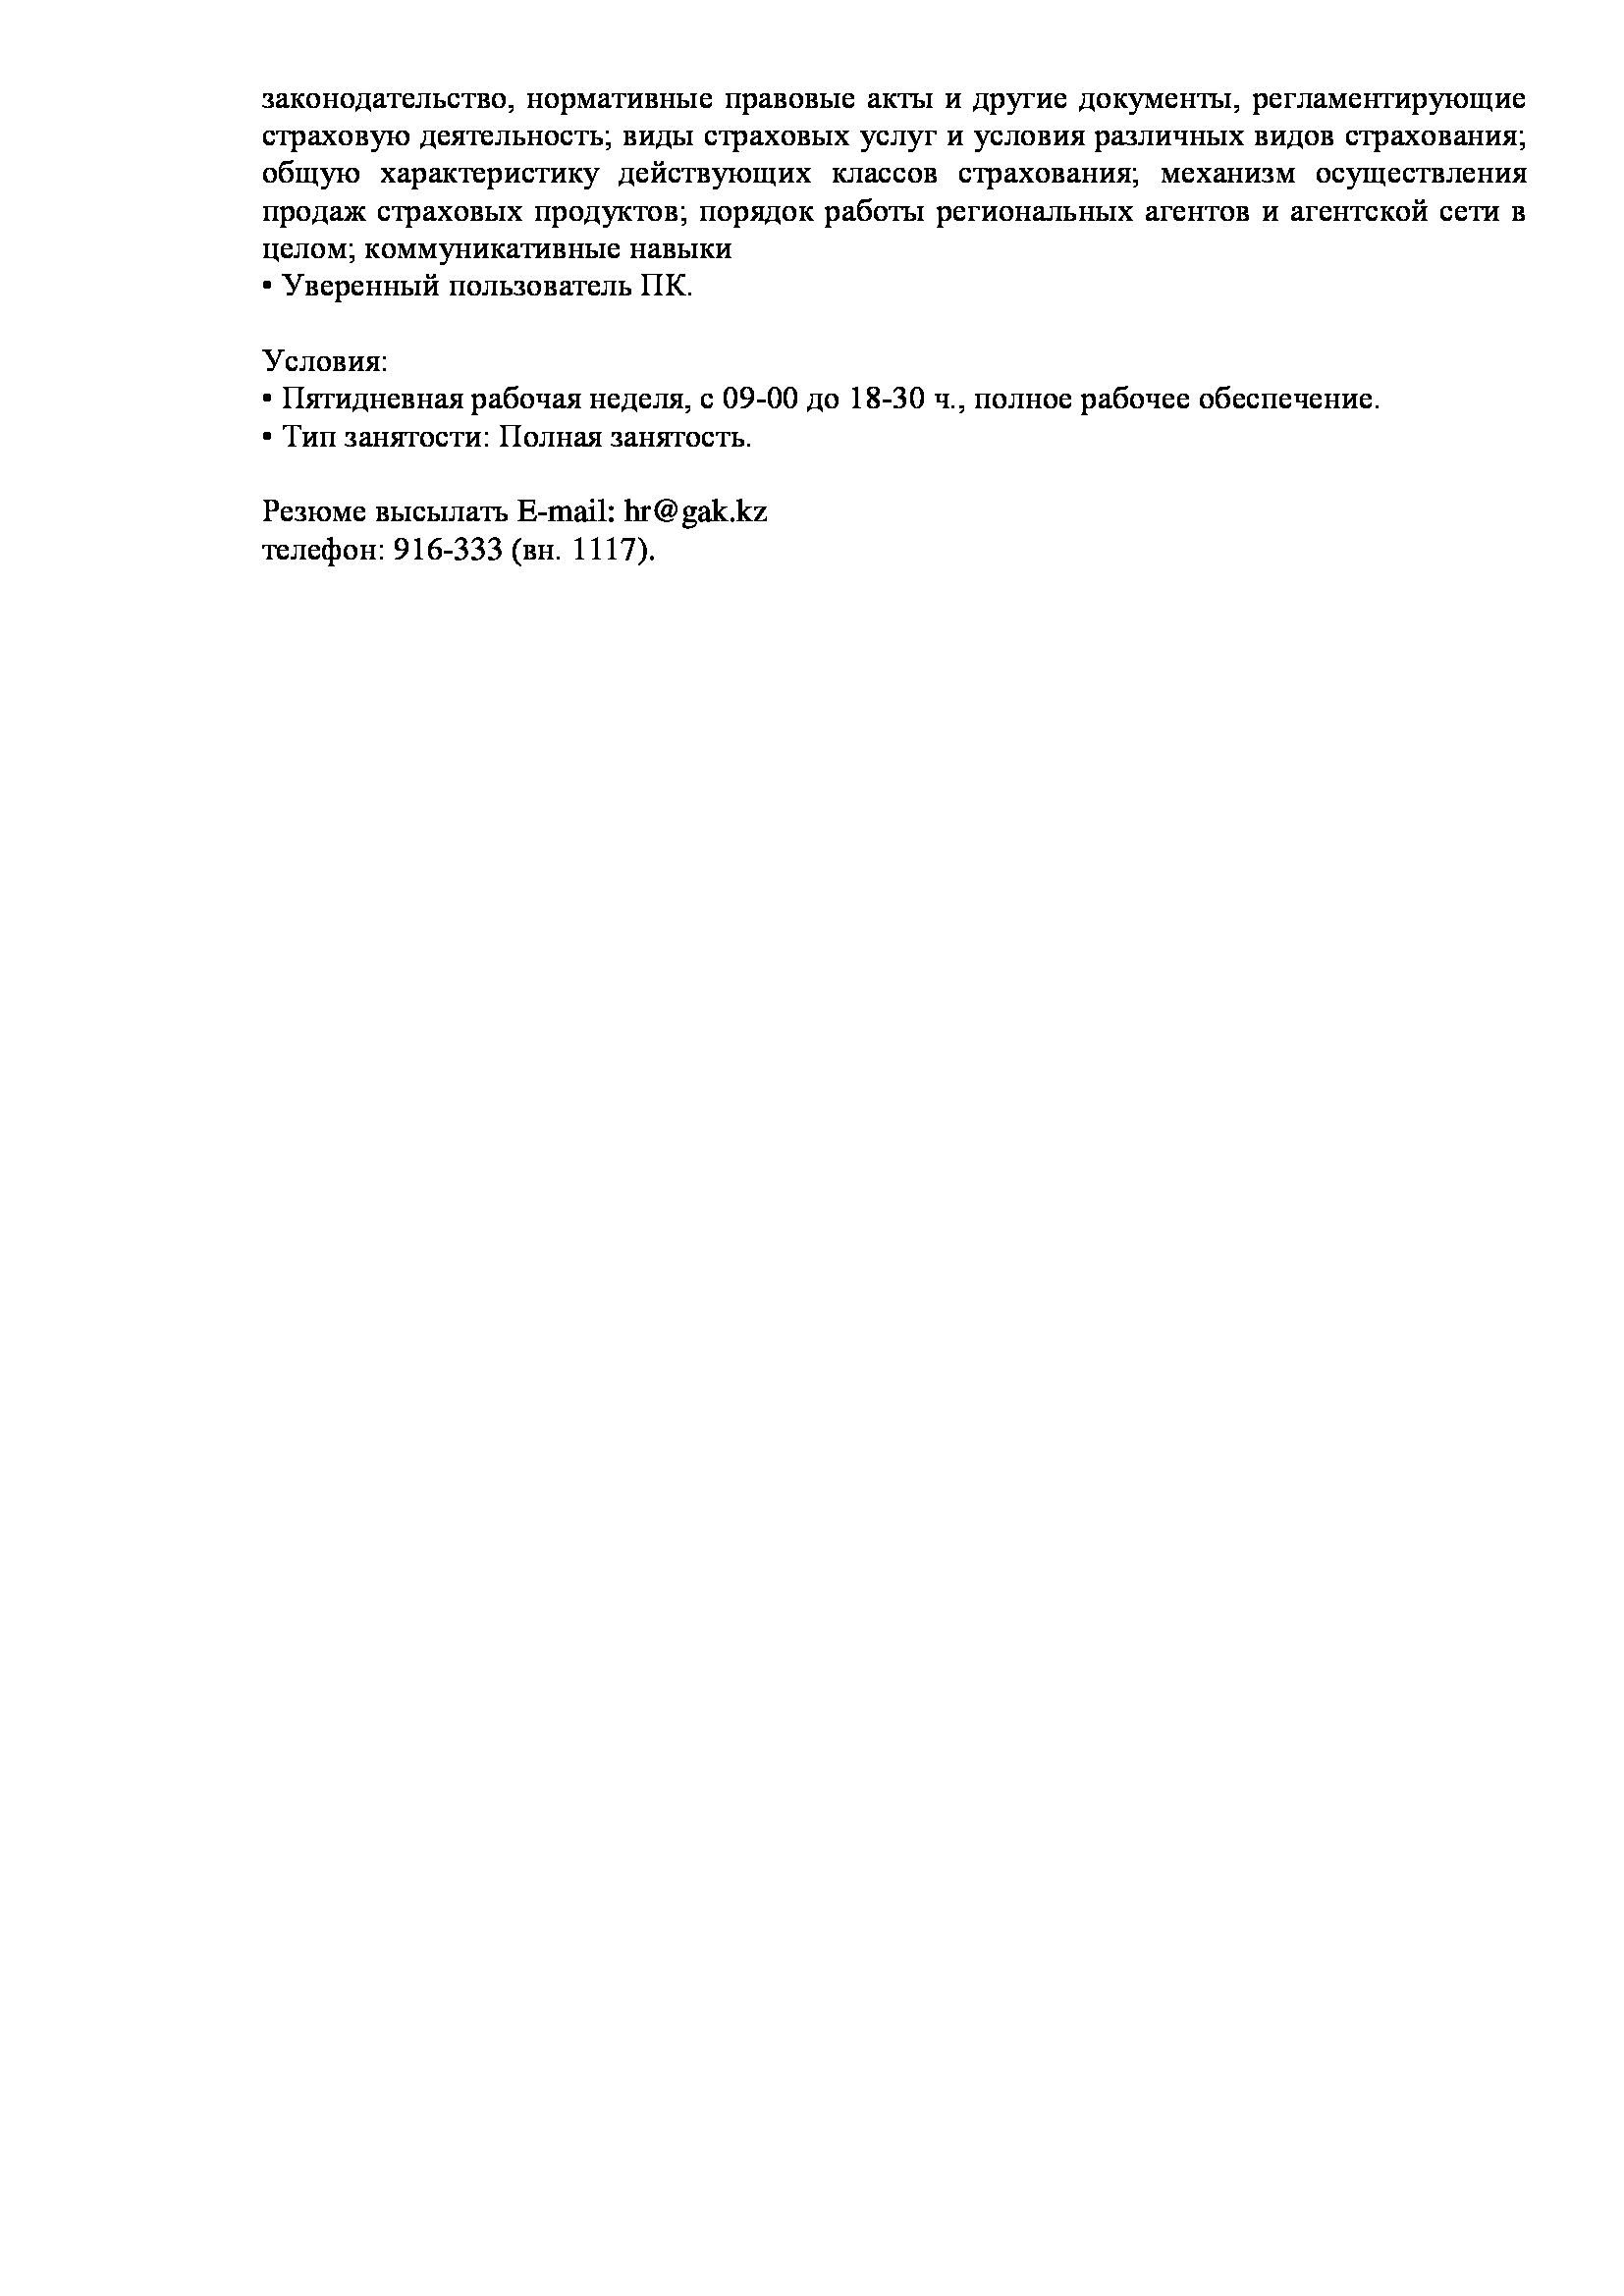 законодательство, нормативные правовые акты и другие документы, регламентирующие
страховую деятельность; виды страховых услуг и условия различных видов страхования;
общую характеристику действующих классов страхования; механизм осуществления
продаж страховых продуктов; порядок работы региональных агентов и агентской сети в
целом; коммуникативные навыки
• Уверенный пользователь ПК.
Условия:
• Пятидневная рабочая неделя, с 09-00 до 18-30 ч., полное рабочее обеспечение.
• Тип занятости: Полная занятость.
Резюме высылать E-mail: hr@gak.kz
телефон: 916-333 (вн. 1117).